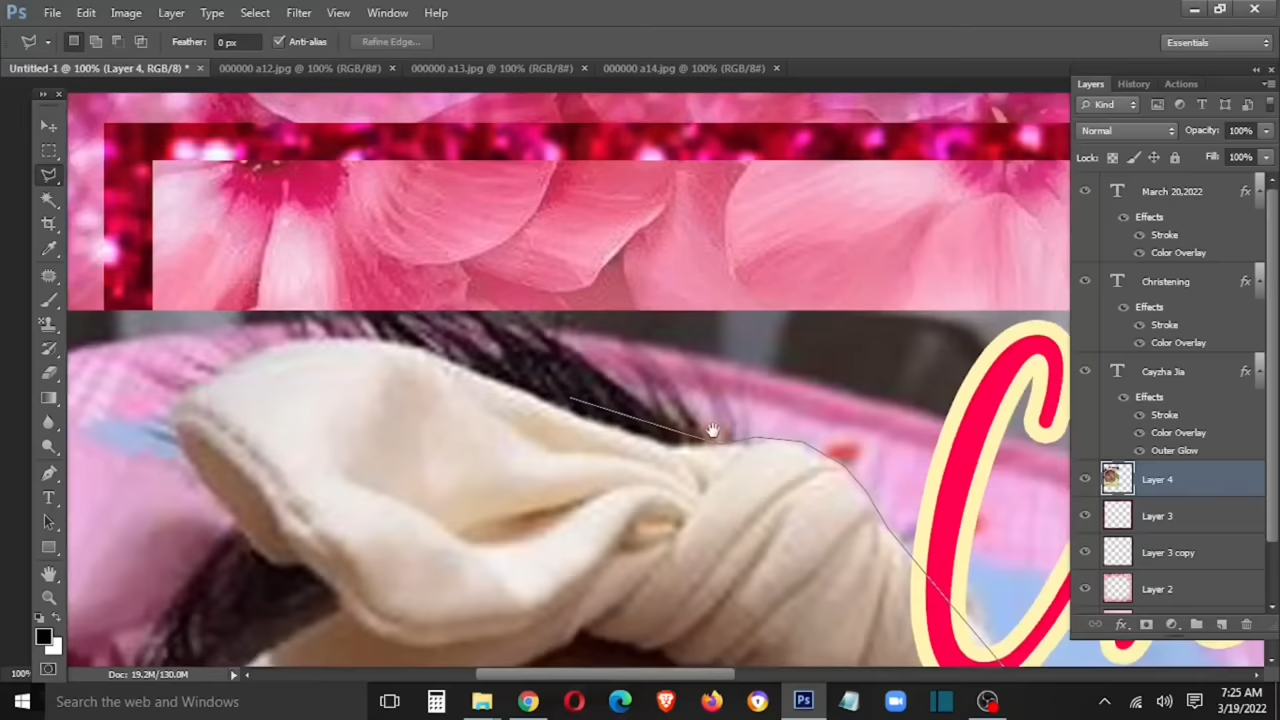 Ps File Edit Image Layer Type Select Filter View Window Help
Feather: 0 px Anti-alias Refine Edge... Essentials
Untitled-1 @ 100% (Layer 4, RGB/8) * × 000000 a12.jpg @ 100% (RGB/8#) × 000000 a13.jpg @ 100% (RGB/8#) × 000000 a14.jpg @ 100% (RGB/8#) ×
Layers History Actions
Kind
Normal Opacity: 100%
Lock: Fill: 100%
T March 20,2022 fx
Effects
Stroke
Color Overlay
T Christening fx
Effects
Stroke
Color Overlay
T Cayzha Jia fx
Effects
Stroke
Color Overlay
Outer Glow
Layer 4
Layer 3
Layer 3 copy
Layer 2
C
100% Doc: 19.2M/130.0M
Search the web and Windows
7:25 AM
3/19/2022